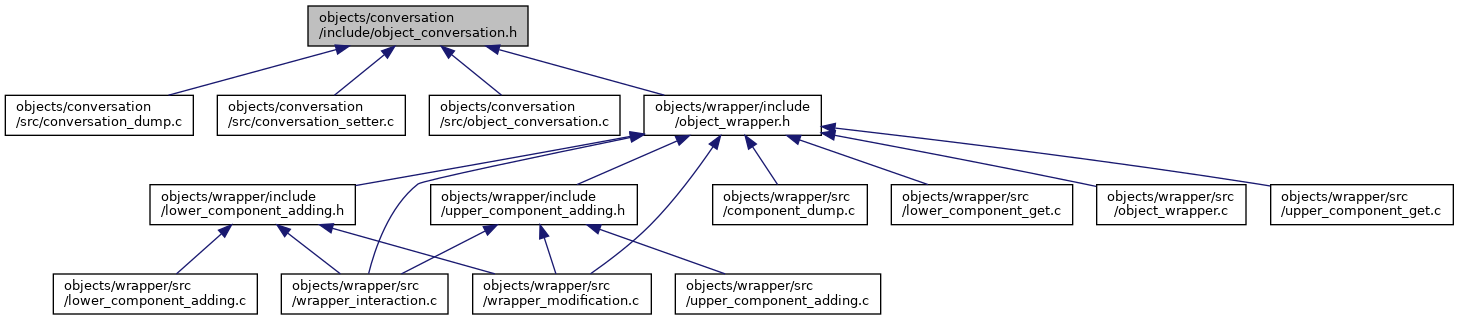 objects/conversation
/include/object_conversation.h
objects/conversation
/src/conversation_dump.c
objects/conversation
/src/conversation_setter.c
objects/conversation
/src/object_conversation.c
objects/wrapper/include
/object_wrapper.h
objects/wrapper/include
/lower_component_adding.h
objects/wrapper/include
/upper_component_adding.h
objects/wrapper/src
/component_dump.c
objects/wrapper/src
/lower_component_get.c
objects/wrapper/src
/object_wrapper.c
objects/wrapper/src
/upper_component_get.c
objects/wrapper/src
/lower_component_adding.c
objects/wrapper/src
/wrapper_interaction.c
objects/wrapper/src
/wrapper_modification.c
objects/wrapper/src
/upper_component_adding.c